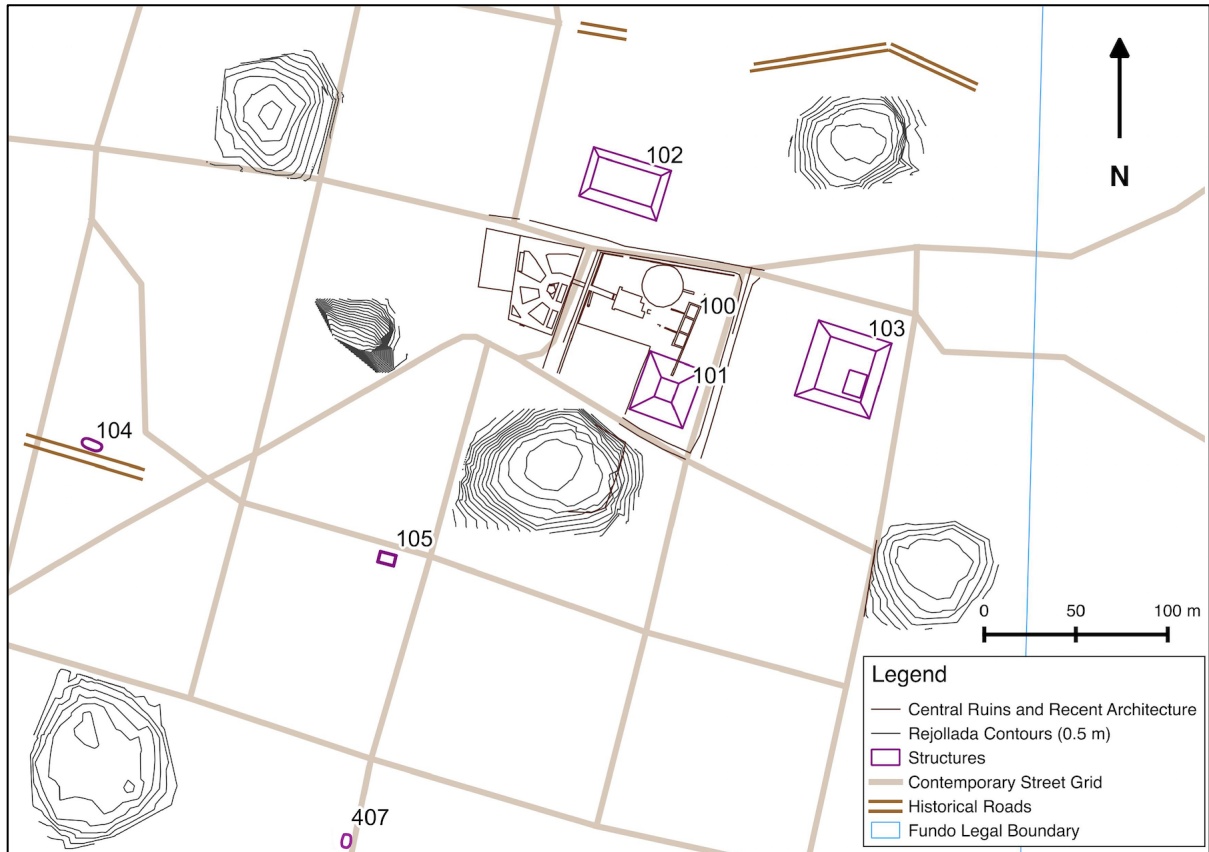 102
N
100
103
101
104
105
0 50 100 m
Legend
Central Ruins and Recent Architecture
Rejollada Contours (0.5 m)
Structures
Contemporary Street Grid
Historical Roads
Fundo Legal Boundary
407